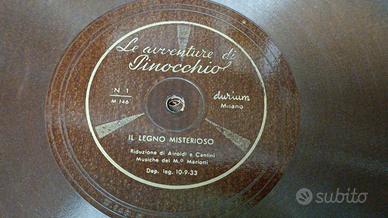 Le avventure di
Pinocchio
N 1
M 146
durium
Milano
IL LEGNO MISTERIOSO
Riduzione di Airoldi e Cantini
Musiche del M.º Mariotti
Dep. leg. 10-9-33
subito